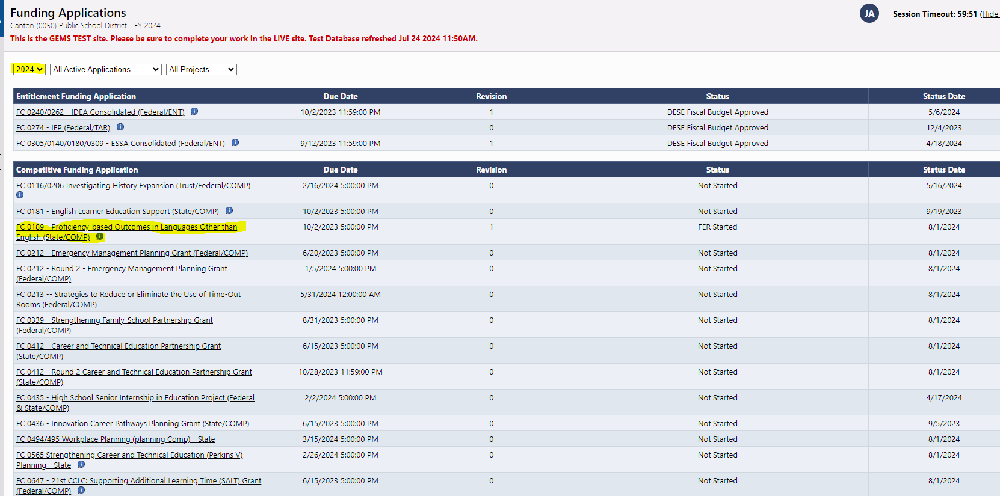 Funding Applications
JA
Session Timeout: 59:51 (Hide
Canton (0050) Public School District - FY 2024
This is the GEM$ TEST site. Please be sure to complete your work in the LIVE site. Test Database refreshed Jul 24 2024 11:50AM.
2024 All Active Applications All Projects
Entitlement Funding Application Due Date Revision Status Status Date
FC 0240/0262 - IDEA Consolidated (Federal/ENT) 10/2/2023 11:59:00 PM 1 DESE Fiscal Budget Approved 5/6/2024
FC 0274 - IEP (Federal/TAR) 0 DESE Fiscal Budget Approved 12/4/2023
FC 0305/0140/0180/0309 - ESSA Consolidated (Federal/ENT) 9/12/2023 11:59:00 PM 1 DESE Fiscal Budget Approved 4/18/2024
Competitive Funding Application Due Date Revision Status Status Date
FC 0116/0206 Investigating History Expansion (Trust/Federal/COMP) 2/16/2024 5:00:00 PM 0 Not Started 5/16/2024
FC 0181 - English Learner Education Support (State/COMP) 10/2/2023 5:00:00 PM 0 Not Started 9/19/2023
FC 0189 - Proficiency-based Outcomes in Languages Other than 10/2/2023 5:00:00 PM 1 FER Started 8/1/2024
English (State/COMP)
FC 0212 - Emergency Management Planning Grant (Federal/COMP) 6/20/2023 5:00:00 PM 0 Not Started 8/1/2024
FC 0212 - Round 2 - Emergency Management Planning Grant 1/5/2024 5:00:00 PM 0 Not Started 8/1/2024
(Federal/COMP)
FC 0213 -- Strategies to Reduce or Eliminate the Use of Time-Out 5/31/2024 12:00:00 AM 0 Not Started 8/1/2024
Rooms (Federal/COMP)
FC 0339 - Strengthening Family-School Partnership Grant 8/31/2023 5:00:00 PM 0 Not Started 8/1/2024
(Federal/COMP)
FC 0412 - Career and Technical Education Partnership Grant 6/15/2023 5:00:00 PM 0 Not Started 8/1/2024
(State/COMP)
FC 0412 - Round 2 Career and Technical Education Partnership Grant 10/28/2023 11:59:00 PM 0 Not Started 8/1/2024
(State/COMP)
FC 0435 - High School Senior Internship in Education Project (Federal 2/2/2024 5:00:00 PM 0 Not Started 4/17/2024
& State/COMP)
FC 0436 - Innovation Career Pathways Planning Grant (State/COMP) 6/15/2023 5:00:00 PM 0 Not Started 9/5/2023
FC 0494/495 Workplace Planning (planning Comp) - State 3/15/2024 5:00:00 PM 0 Not Started 8/1/2024
FC 0565 Strengthening Career and Technical Education (Perkins V) 2/26/2024 5:00:00 PM 0 Not Started 8/1/2024
Planning - State
FC 0647 - 21st CCLC: Supporting Additional Learning Time (SALT) Grant 6/15/2023 5:00:00 PM 0 Not Started 8/1/2024
(Federal/COMP)